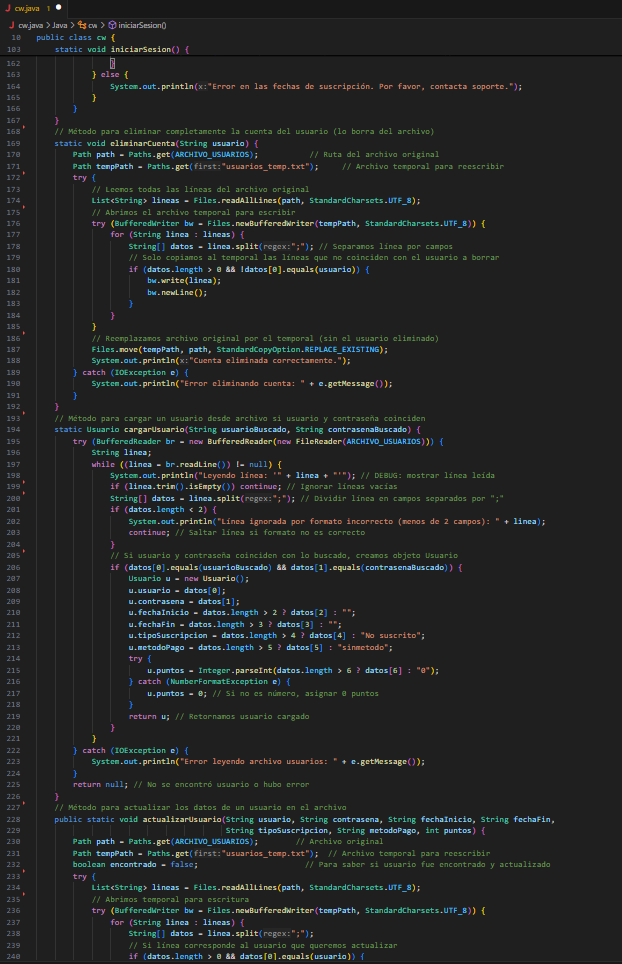 cw.java 1
cw.java > Java > cw > iniciarSesion()
10 public class cw {
103 static void iniciarSesion() {
162 }
163 } else {
164 System.out.println(x:"Error en las fechas de suscripción. Por favor, contacta soporte.");
165 }
166 }
167 }
168 // Método para eliminar completamente la cuenta del usuario (lo borra del archivo)
169 static void eliminarCuenta(String usuario) {
170 Path path = Paths.get(ARCHIVO_USUARIOS); // Ruta del archivo original
171 Path tempPath = Paths.get(first:"usuarios_temp.txt"); // Archivo temporal para reescribir
172 try {
173 // Leemos todas las líneas del archivo original
174 List<String> lineas = Files.readAllLines(path, StandardCharsets.UTF_8);
175 // Abrimos el archivo temporal para escribir
176 try (BufferedWriter bw = Files.newBufferedWriter(tempPath, StandardCharsets.UTF_8)) {
177 for (String linea : lineas) {
178 String[] datos = linea.split(regex:";"); // Separamos línea por campos
179 // Solo copiamos al temporal las líneas que no coinciden con el usuario a borrar
180 if (datos.length > 0 && !datos[0].equals(usuario)) {
181 bw.write(linea);
182 bw.newLine();
183 }
184 }
185 }
186 // Reemplazamos archivo original por el temporal (sin el usuario eliminado)
187 Files.move(tempPath, path, StandardCopyOption.REPLACE_EXISTING);
188 System.out.println(x:"Cuenta eliminada correctamente.");
189 } catch (IOException e) {
190 System.out.println("Error eliminando cuenta: " + e.getMessage());
191 }
192 }
193 // Método para cargar un usuario desde archivo si usuario y contraseña coinciden
194 static Usuario cargarUsuario(String usuarioBuscado, String contrasenaBuscado) {
195 try (BufferedReader br = new BufferedReader(new FileReader(ARCHIVO_USUARIOS))) {
196 String linea;
197 while ((linea = br.readLine()) != null) {
198 System.out.println("Leyendo línea: '" + linea + "'"); // DEBUG: mostrar línea leída
199 if (linea.trim().isEmpty()) continue; // Ignorar líneas vacías
200 String[] datos = linea.split(regex:";"); // Dividir línea en campos separados por ";"
201 if (datos.length < 2) {
202 System.out.println("Línea ignorada por formato incorrecto (menos de 2 campos): " + linea);
203 continue; // Saltar línea si formato no es correcto
204 }
205 // Si usuario y contraseña coinciden con lo buscado, creamos objeto Usuario
206 if (datos[0].equals(usuarioBuscado) && datos[1].equals(contrasenaBuscado)) {
207 Usuario u = new Usuario();
208 u.usuario = datos[0];
209 u.contrasena = datos[1];
210 u.fechaInicio = datos.length > 2 ? datos[2] : "";
211 u.fechaFin = datos.length > 3 ? datos[3] : "";
212 u.tipoSuscripcion = datos.length > 4 ? datos[4] : "No suscrito";
213 u.metodoPago = datos.length > 5 ? datos[5] : "sinmetodo";
214 try {
215 u.puntos = Integer.parseInt(datos.length > 6 ? datos[6] : "0");
216 } catch (NumberFormatException e) {
217 u.puntos = 0; // Si no es número, asignar 0 puntos
218 }
219 return u; // Retornamos usuario cargado
220 }
221 }
222 } catch (IOException e) {
223 System.out.println("Error leyendo archivo usuarios: " + e.getMessage());
224 }
225 return null; // No se encontró usuario o hubo error
226 }
227 // Método para actualizar los datos de un usuario en el archivo
228 public static void actualizarUsuario(String usuario, String contrasena, String fechaInicio, String fechaFin,
229 String tipoSuscripcion, String metodoPago, int puntos) {
230 Path path = Paths.get(ARCHIVO_USUARIOS); // Archivo original
231 Path tempPath = Paths.get(first:"usuarios_temp.txt"); // Archivo temporal para reescribir
232 boolean encontrado = false; // Para saber si usuario fue encontrado y actualizado
233 try {
234 List<String> lineas = Files.readAllLines(path, StandardCharsets.UTF_8);
235 // Abrimos temporal para escritura
236 try (BufferedWriter bw = Files.newBufferedWriter(tempPath, StandardCharsets.UTF_8)) {
237 for (String linea : lineas) {
238 String[] datos = linea.split(regex:";");
239 // Si línea corresponde al usuario que queremos actualizar
240 if (datos.length > 0 && datos[0].equals(usuario)) {